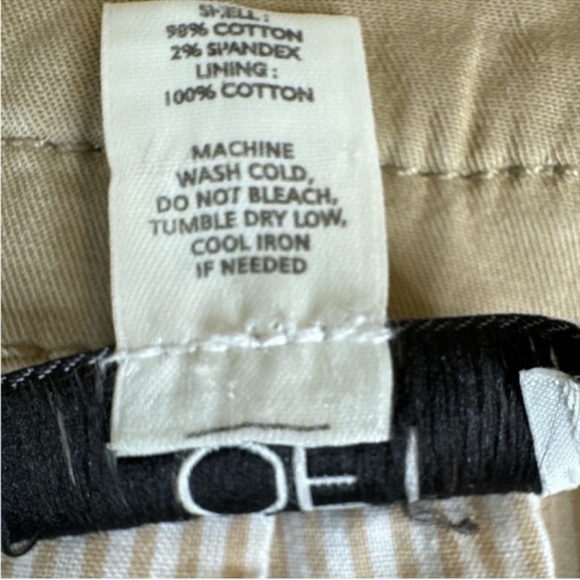 SHELL:
98% COTTON
2% SPANDEX
LINING:
100% COTTON
MACHINE
WASH COLD,
DO NOT BLEACH,
TUMBLE DRY LOW,
COOL IRON
IF NEEDED